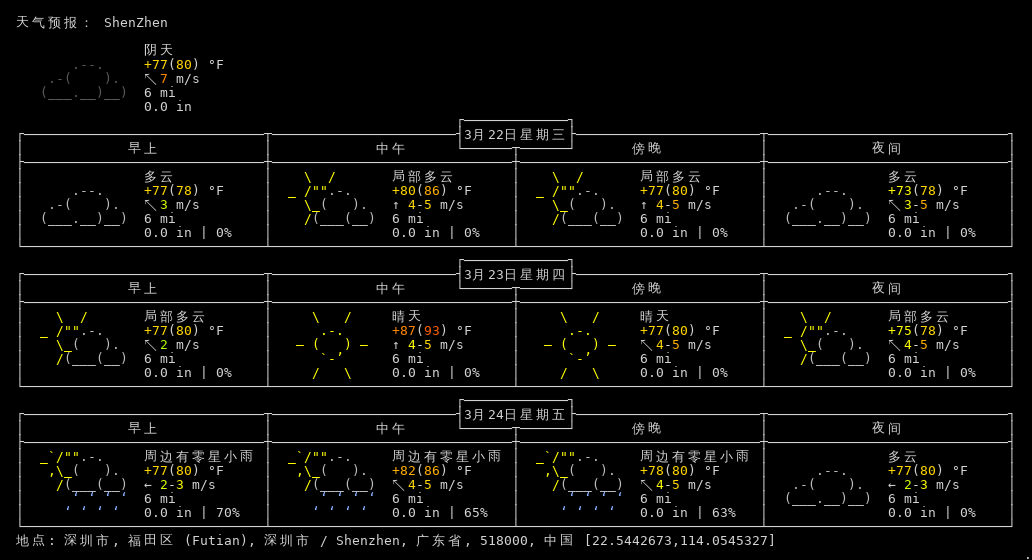 天气预报： ShenZhen
阴天
+77(80) °F
↖7 m/s
6 mi
0.0 in
3月22日星期三
早上 中午 傍晚 夜间
多云 局部多云 局部多云 多云
+77(78) °F +80(86) °F +77(80) °F +73(78) °F
↖3 m/s ↑ 4-5 m/s ↑ 4-5 m/s ↖3-5 m/s
6 mi 6 mi 6 mi 6 mi
0.0 in | 0% 0.0 in | 0% 0.0 in | 0% 0.0 in | 0%
3月23日星期四
早上 中午 傍晚 夜间
局部多云 晴天 晴天 局部多云
+77(80) °F +87(93) °F +77(80) °F +75(78) °F
↖2 m/s ↑ 4-5 m/s ↖4-5 m/s ↖4-5 m/s
6 mi 6 mi 6 mi 6 mi
0.0 in | 0% 0.0 in | 0% 0.0 in | 0% 0.0 in | 0%
3月24日星期五
早上 中午 傍晚 夜间
周边有零星小雨 周边有零星小雨 周边有零星小雨 多云
+77(80) °F +82(86) °F +78(80) °F +77(80) °F
← 2-3 m/s ↖4-5 m/s ↖4-5 m/s ← 2-3 m/s
6 mi 6 mi 6 mi 6 mi
0.0 in | 70% 0.0 in | 65% 0.0 in | 63% 0.0 in | 0%
地点: 深圳市, 福田区 (Futian), 深圳市 / Shenzhen, 广东省, 518000, 中国 [22.5442673,114.0545327]